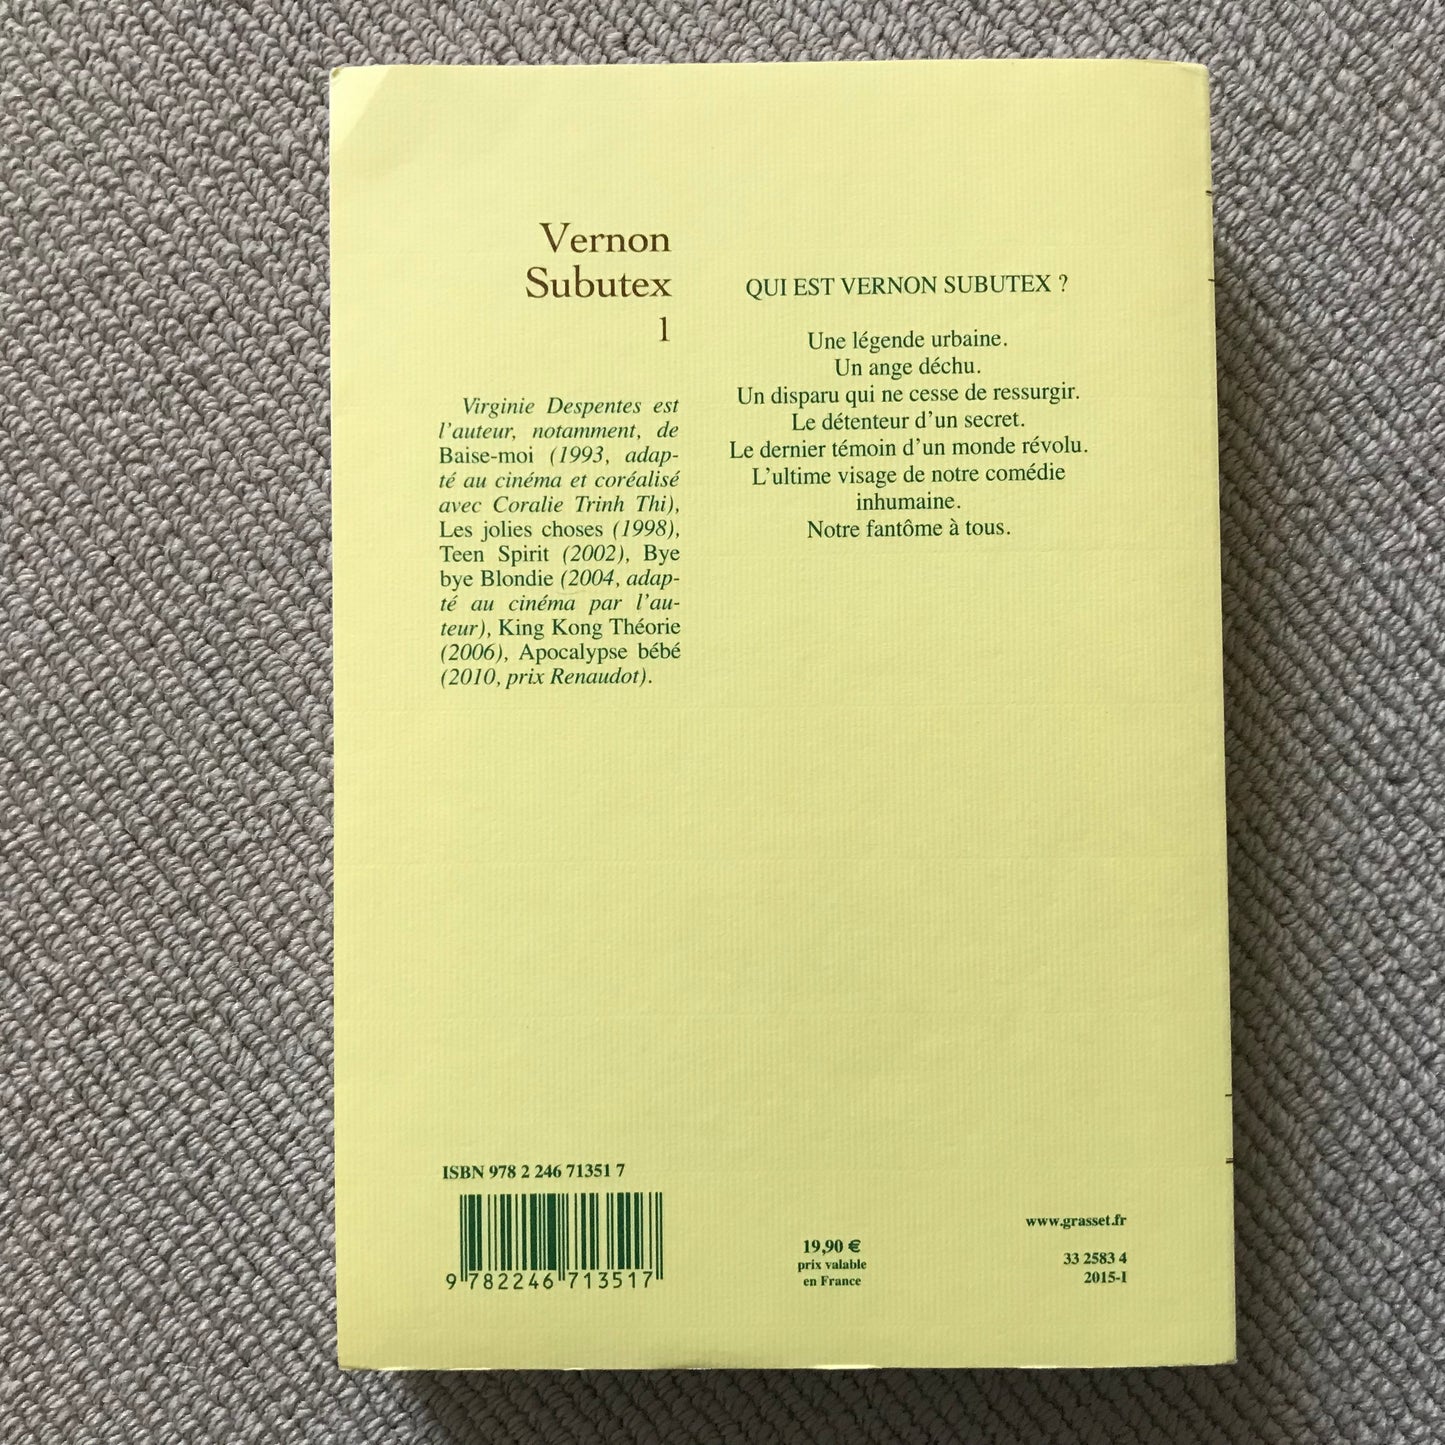 Vernon
Subutex
1
Virginie Despentes est
l'auteur, notamment, de
Baise-moi (1993, adap-
té au cinéma et coréalisé
avec Coralie Trinh Thi),
Les jolies choses (1998),
Teen Spirit (2002), Bye
bye Blondie (2004, adap-
té au cinéma par l'au-
teur), King Kong Théorie
(2006), Apocalypse bébé
(2010, prix Renaudot).
QUI EST VERNON SUBUTEX ?
Une légende urbaine.
Un ange déchu.
Un disparu qui ne cesse de ressurgir.
Le détenteur d'un secret.
Le dernier témoin d'un monde révolu.
L'ultime visage de notre comédie
inhumaine.
Notre fantôme à tous.
ISBN 978 2 246 71351 7
9 782246 713517
19,90 €
prix valable
en France
www.grasset.fr
33 2583 4
2015-I